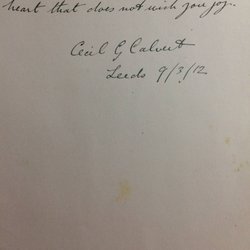 heart that does not wish you joy.
Cecil G Calvert
Leeds 9/3/12